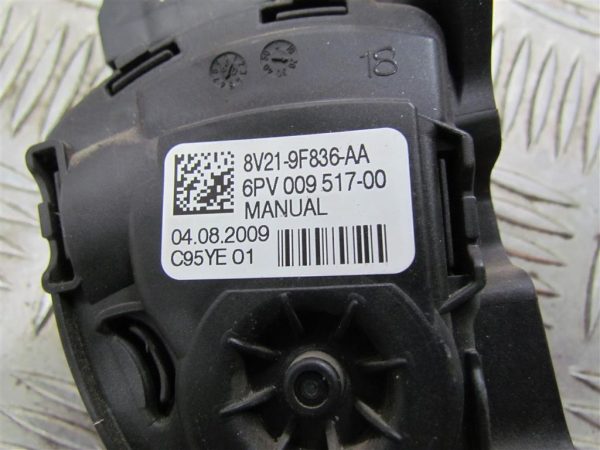 18
8V21-9F836-AA
6PV 009 517-00
MANUAL
04.08.2009
C95YE 01